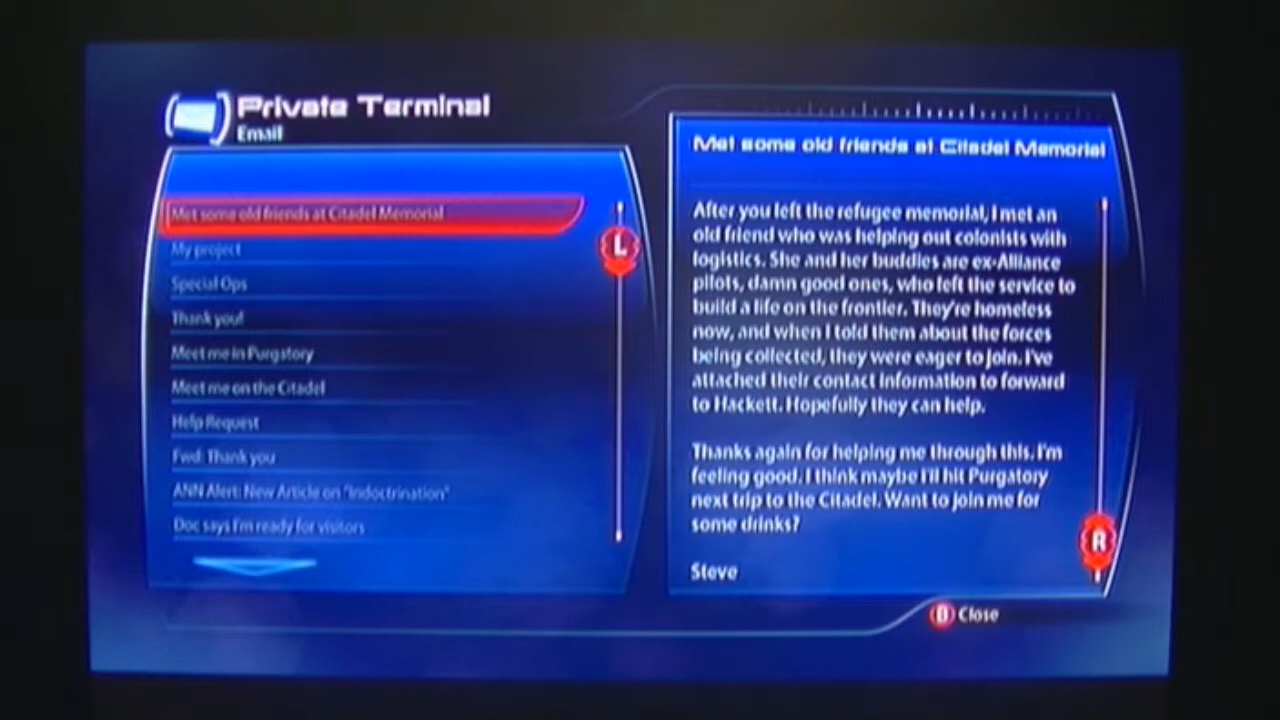 Private Terminal
Email
Met some old friends at Citadel Memorial
My project
Special Ops
Thank you!
Meet me in Purgatory
Meet me on the Citadel
Help Request
Fwd: Thank you
ANN Alert: New Article on "Indoctrination"
Doc says I'm ready for visitors
L
Met some old friends at Citadel Memorial
After you left the refugee memorial, I met an
old friend who was helping out colonists with
logistics. She and her buddies are ex-Alliance
pilots, damn good ones, who left the service to
build a life on the frontier. They're homeless
now, and when I told them about the forces
being collected, they were eager to join. I've
attached their contact information to forward
to Hackett. Hopefully they can help.
Thanks again for helping me through this. I'm
feeling good. I think maybe I'll hit Purgatory
next trip to the Citadel. Want to join me for
some drinks?
Steve
R
B Close